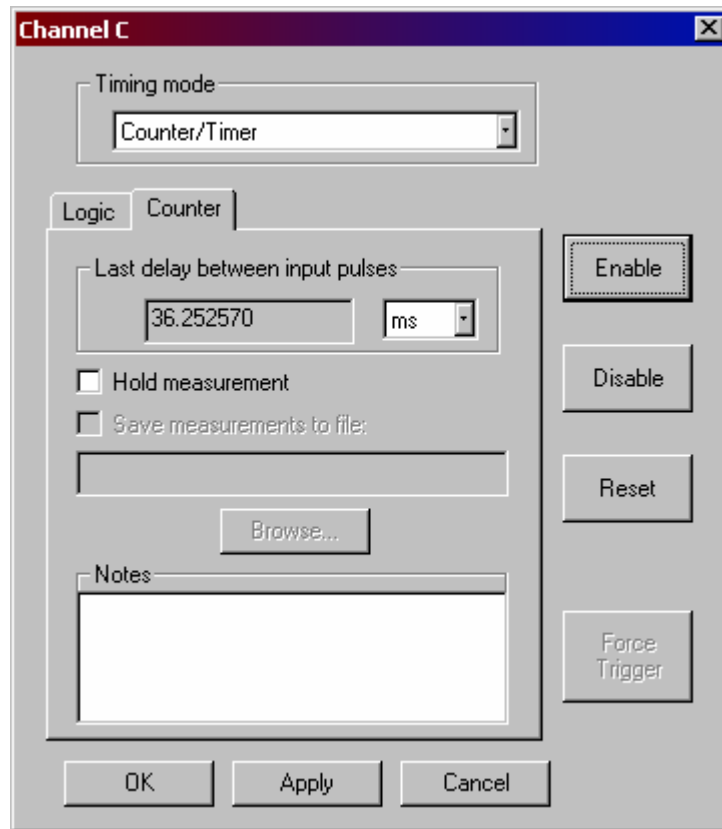 Channel C
Timing mode
Counter/Timer
Logic
Counter
Last delay between input pulses
36.252570
ms
Hold measurement
Save measurements to file:
Browse...
Notes
Enable
Disable
Reset
Force
Trigger
OK
Apply
Cancel